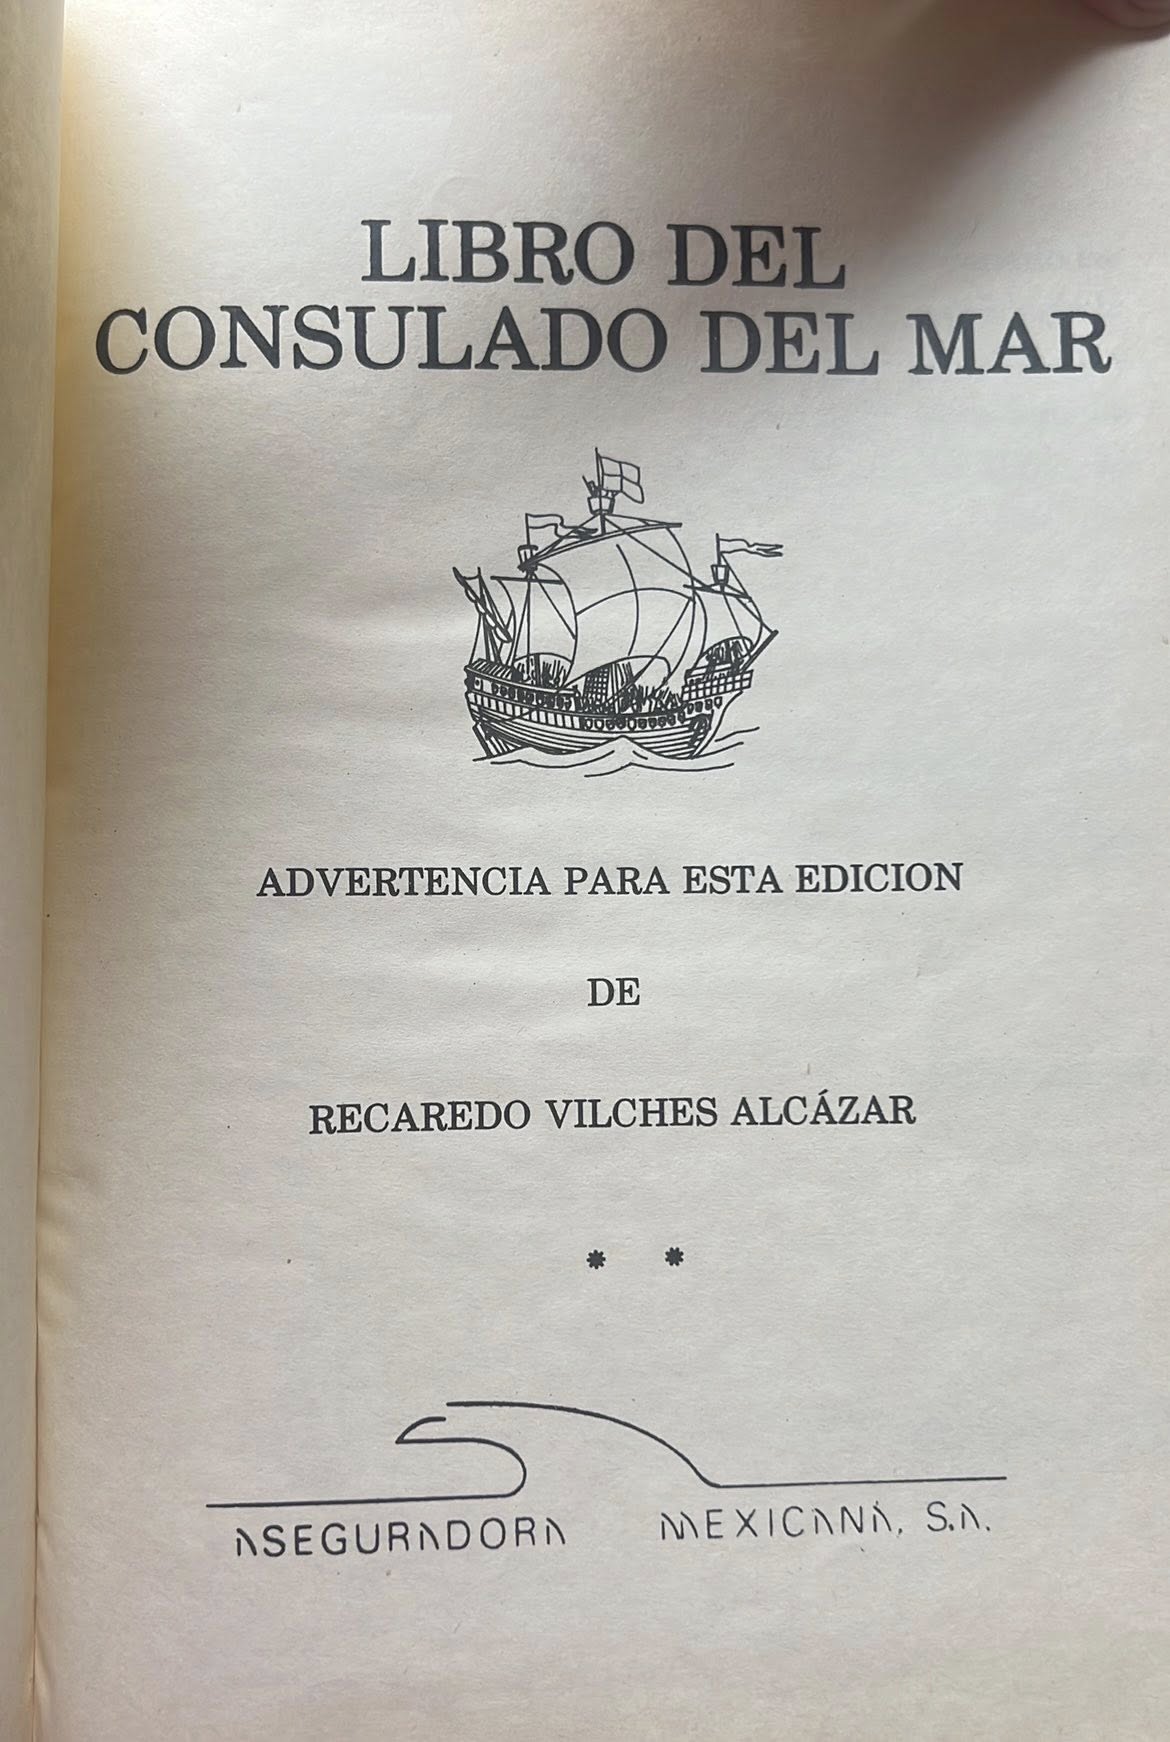 LIBRO DEL
CONSULADO DEL MAR
ADVERTENCIA PARA ESTA EDICION
DE
RECAREDO VILCHES ALCÁZAR
* *
ASEGURADORA MEXICANA, S.A.